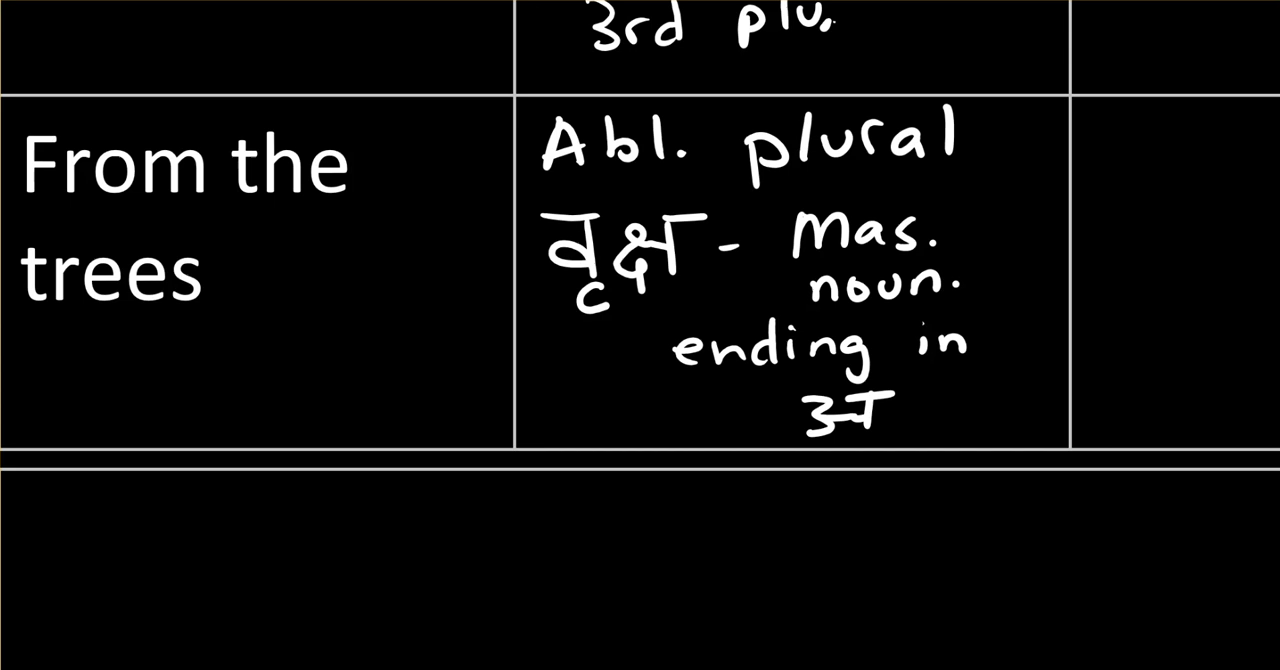 3rd plu.
From the
trees
Abl. plural
वृक्ष - Mas.
noun.
ending in
अ